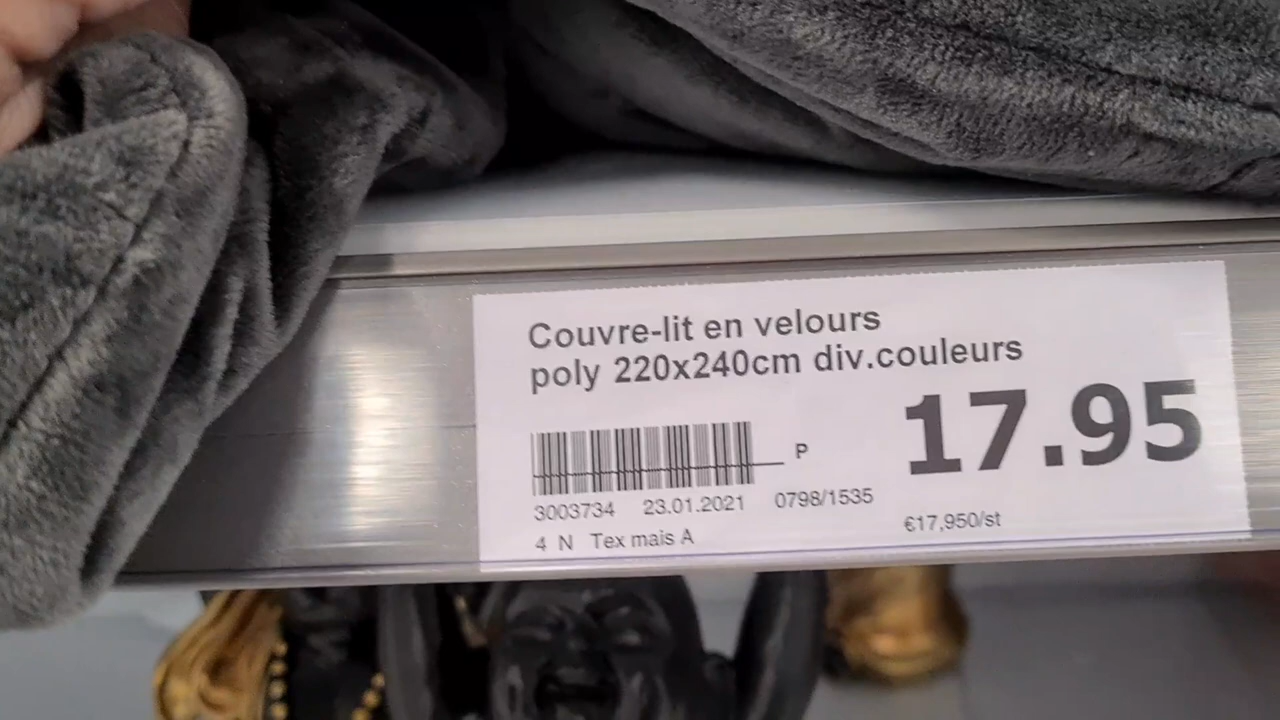 Couvre-lit en velours
poly 220x240cm div.couleurs
17.95
P
3003734 23.01.2021 0798/1535
€17,950/st
4 N Tex mais A